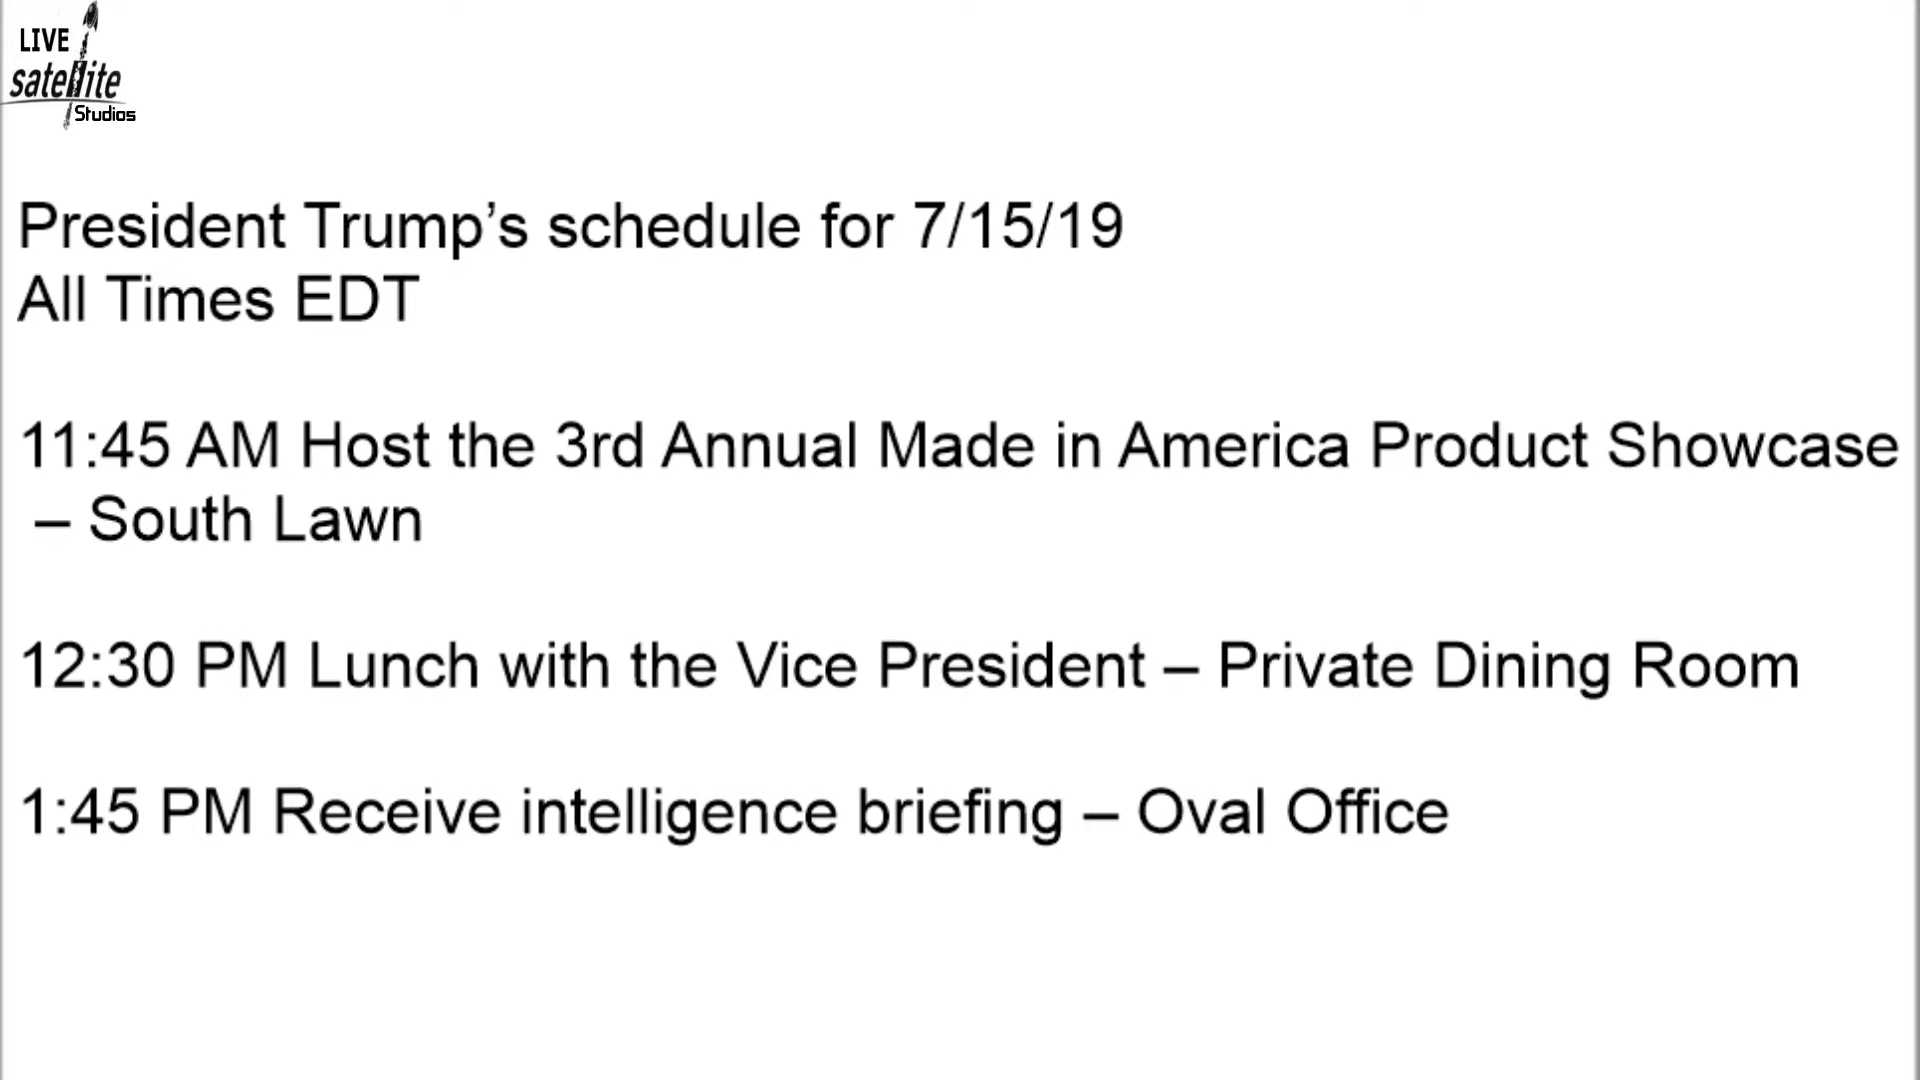 LIVE
satellite
Studios
President Trump’s schedule for 7/15/19
All Times EDT
11:45 AM Host the 3rd Annual Made in America Product Showcase
– South Lawn
12:30 PM Lunch with the Vice President – Private Dining Room
1:45 PM Receive intelligence briefing – Oval Office